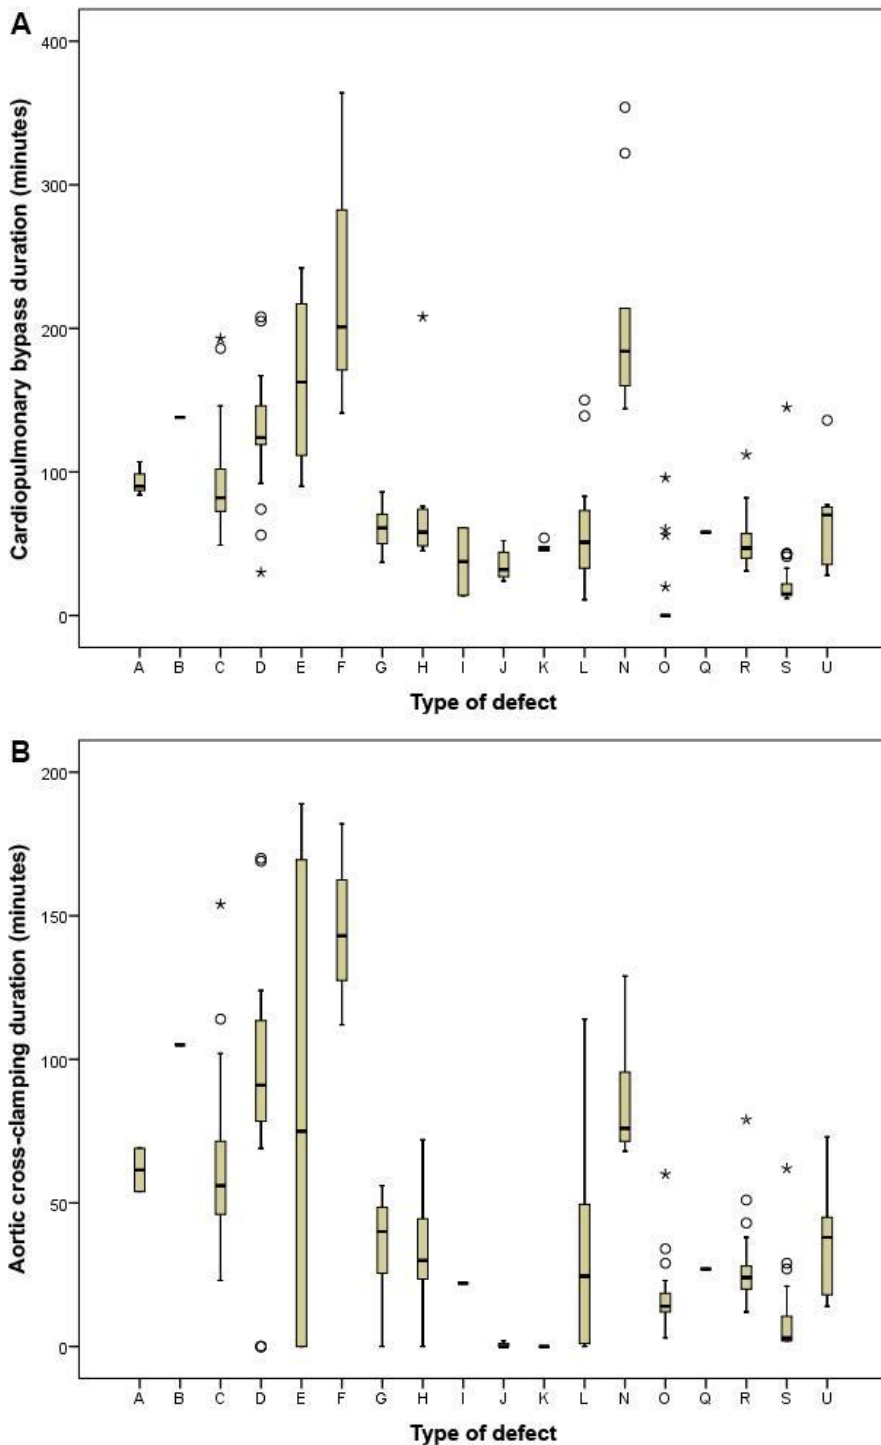 A
Cardiopulmonary bypass duration (minutes)
400
300
200
100
0
A B C D E F G H I J K L N O Q R S U
Type of defect
B
Aortic cross-clamping duration (minutes)
200
150
100
50
0
A B C D E F G H I J K L N O Q R S U
Type of defect